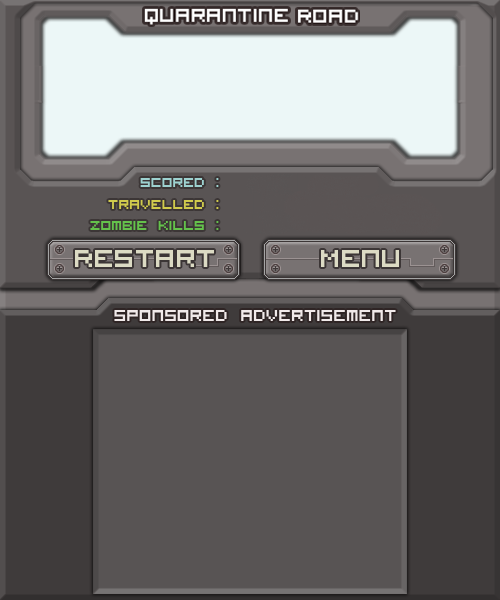 QUARANTINE ROAD
SCORED :
TRAVELLED :
ZOMBIE KILLS :
RESTART
MENU
SPONSORED ADVERTISEMENT